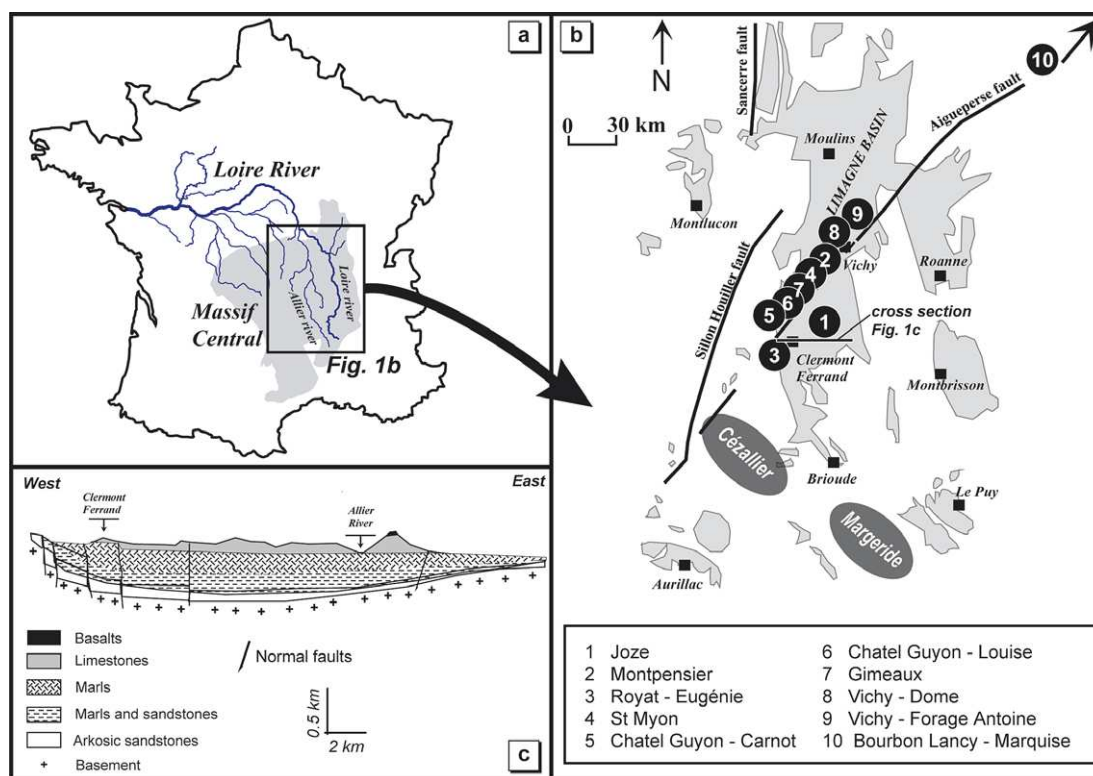 a
Loire River
Massif
Central
Allier river
Loire river
Fig. 1b
b
N
0 30 km
Sancerre fault
Aigueperse fault
Sillon Houiller fault
LIMAGNE BASIN
Moulins
Montlucon
Vichy
Roanne
10
9
8
2
4
7
6
5
1
3
cross section
Fig. 1c
Clermont
Ferrand
Montbrisson
Cézallier
Brioude
Le Puy
Margeride
Aurillac
West
East
Clermont
Ferrand
Allier
River
Basalts
Limestones
Marls
Marls and sandstones
Arkosic sandstones
+ Basement
Normal faults
0.5 km
2 km
c
1 Joze
2 Montpensier
3 Royat - Eugénie
4 St Myon
5 Chatel Guyon - Carnot
6 Chatel Guyon - Louise
7 Gimeaux
8 Vichy - Dome
9 Vichy - Forage Antoine
10 Bourbon Lancy - Marquise